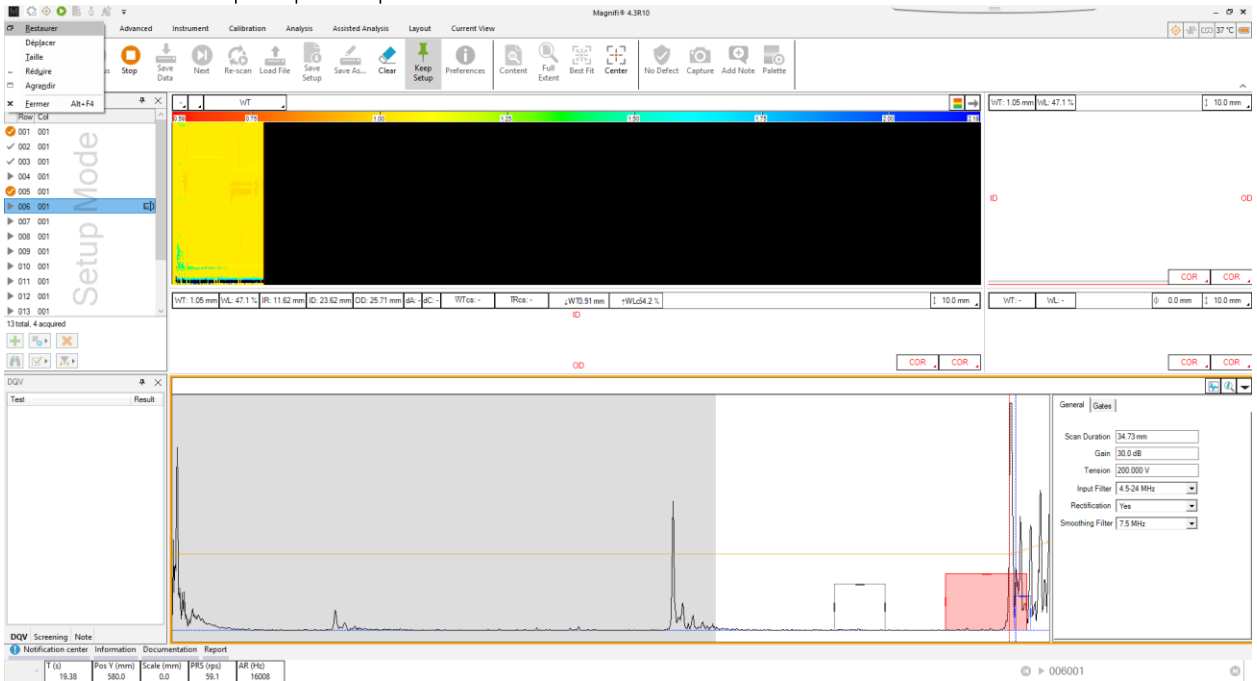 Magnifi® 4.3R10
Restaurer
Déplacer
Taille
Réduire
Agrandir
Fermer Alt+F4
Advanced Instrument Calibration Analysis Assisted Analysis Layout Current View
37 °C
Stop
Save Data
Next
Re-scan
Load File
Save Setup
Save As...
Clear
Keep Setup
Preferences
Content
Full Extent
Best Fit
Center
No Defect
Capture
Add Note
Palette
Row Col
001 001
002 001
003 001
004 001
005 001
006 001
007 001
008 001
009 001
010 001
011 001
012 001
013 001
Setup Mode
13 total, 4 acquired
- WT
0.59 0.75 1.00 1.25 1.50 1.75 2.00 2.18
WT: 1.05 mm WL: 47.1 % 10.0 mm
ID OD
COR COR
WT: 1.05 mm WL: 47.1 % IR: 11.62 mm ID: 23.62 mm OD: 25.71 mm dA: - dC: - WTcs: - IRcs: - ↓WT0.91 mm ↑WLc54.2 % 10.0 mm
ID
OD
COR COR
WT: - WL: - 0.0 mm 10.0 mm
COR COR
DQV
Test Result
DQV Screening Note
General Gates
Scan Duration 34.73 mm
Gain 30.0 dB
Tension 200.000 V
Input Filter 4.5-24 MHz
Rectification Yes
Smoothing Filter 7.5 MHz
Notification center Information Documentation Report
T (s) Pos Y (mm) Scale (mm) PRS (rps) AR (Hz)
19.38 580.0 0.0 59.1 16008
006001